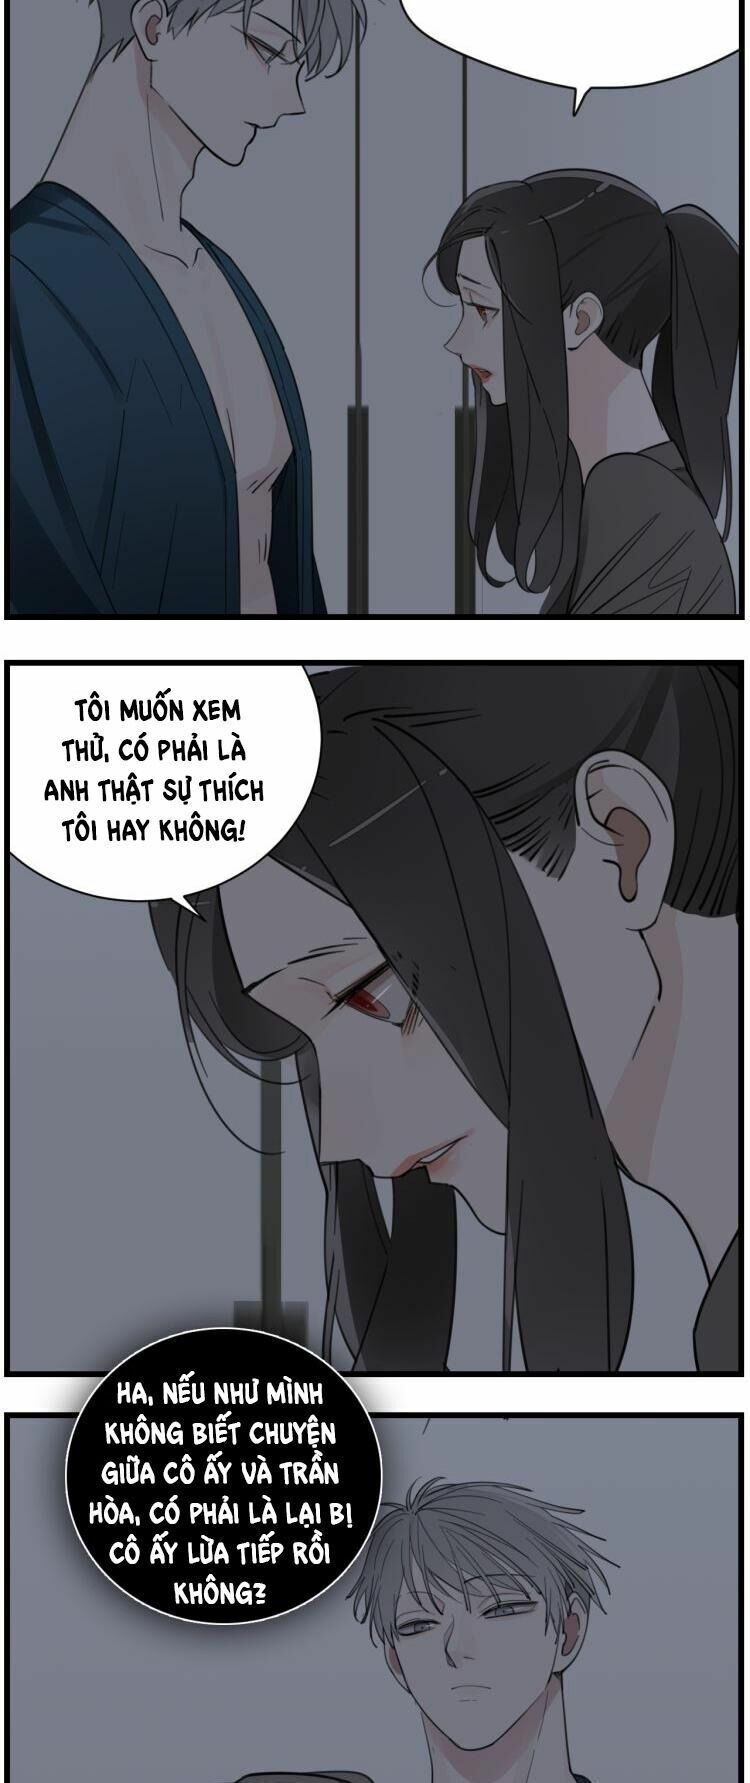 TÔI MUỐN XEM
THỬ, CÓ PHẢI LÀ
ANH THẬT SỰ THÍCH
TÔI HAY KHÔNG!
HA, NẾU NHƯ MÌNH
KHÔNG BIẾT CHUYỆN
GIỮA CÔ ẤY VÀ TRẦN
HÒA, CÓ PHẢI LÀ LẠI BỊ
CÔ ẤY LỪA TIẾP RỒI
KHÔNG?